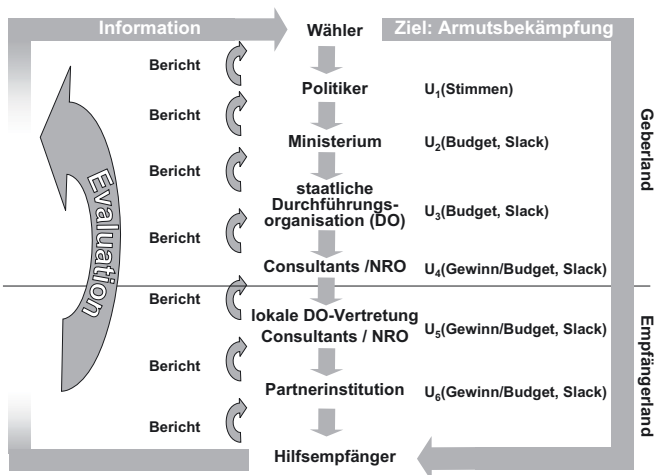 Information
Wähler
Ziel: Armutsbekämpfung
Bericht
Politiker
U1(Stimmen)
Bericht
Ministerium
U2(Budget, Slack)
Bericht
staatliche
Durchführungs-
organisation (DO)
U3(Budget, Slack)
Bericht
Consultants /NRO
U4(Gewinn/Budget, Slack)
Bericht
lokale DO-Vertretung
Consultants / NRO
U5(Gewinn/Budget, Slack)
Bericht
Partnerinstitution
U6(Gewinn/Budget, Slack)
Bericht
Hilfsempfänger
Evaluation
Geberland
Empfängerland